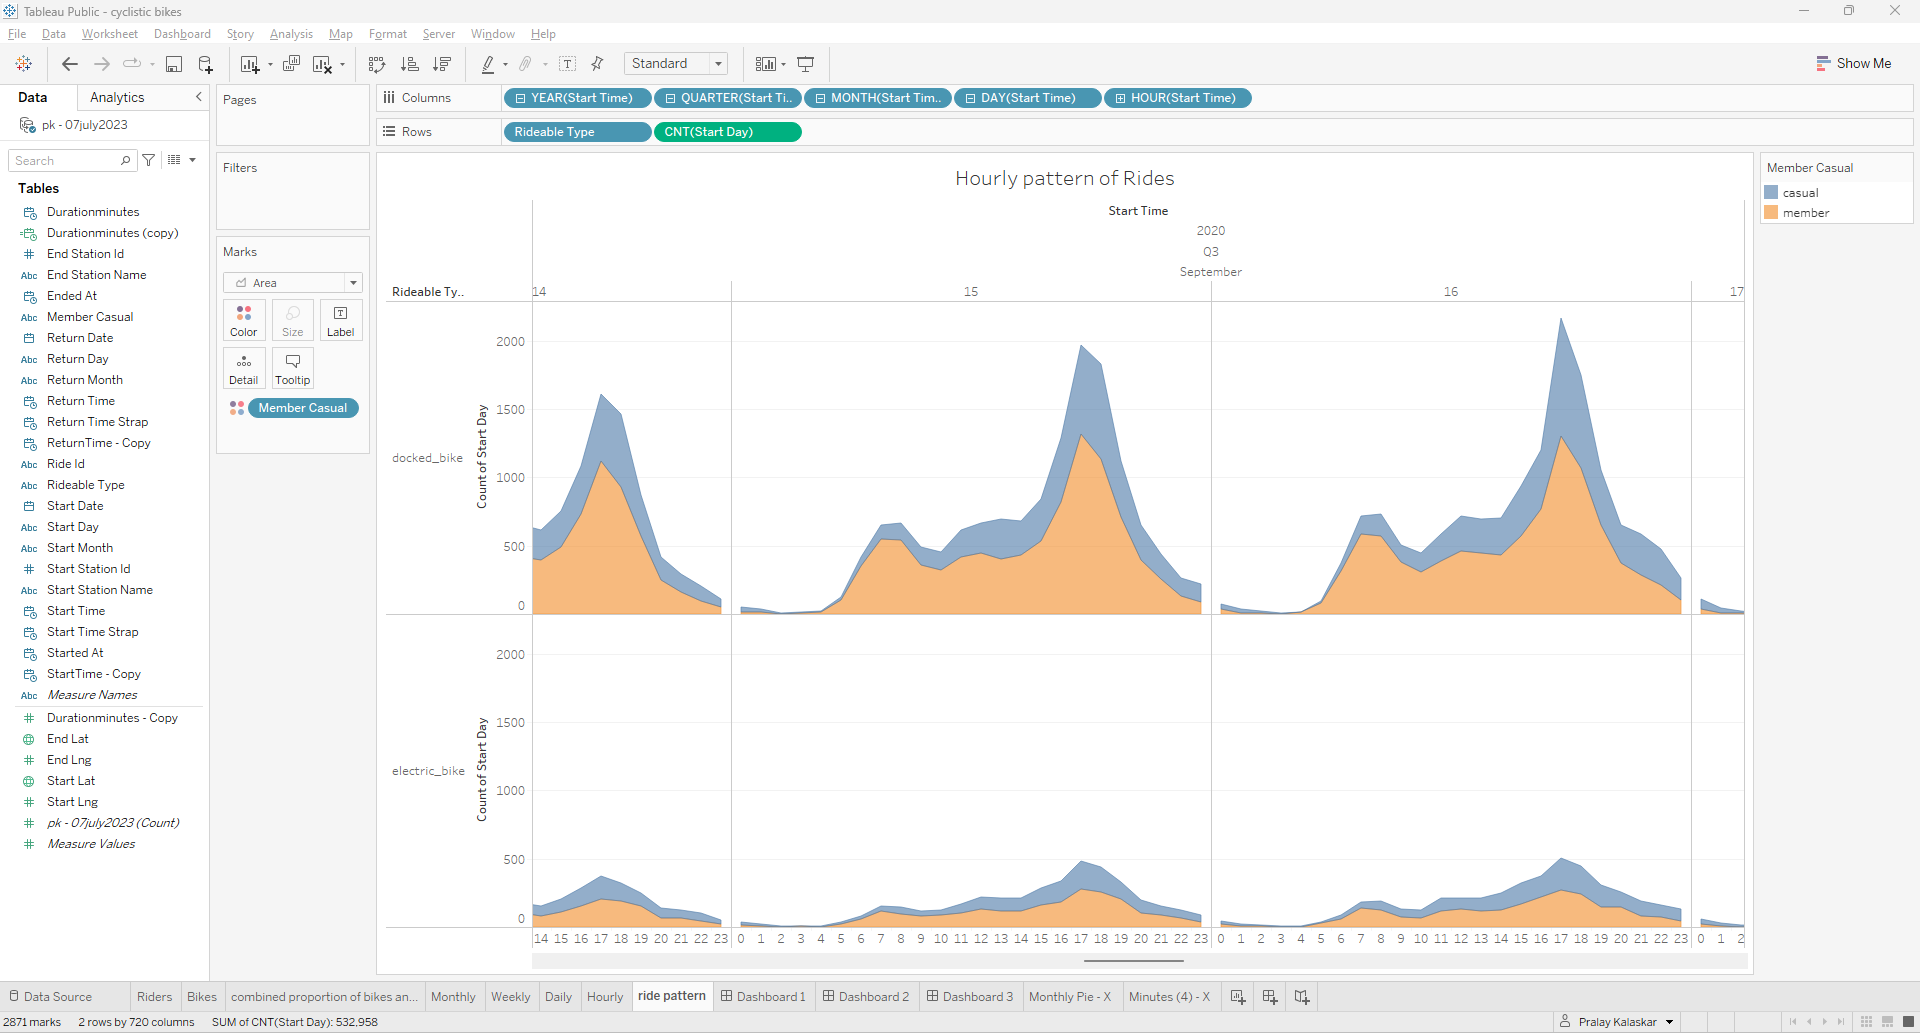 Tableau Public - cyclistic bikes
File Data Worksheet Dashboard Story Analysis Map Format Server Window Help
Standard
Show Me
Data Analytics
pk - 07july2023
Search
Tables
Durationminutes
Durationminutes (copy)
End Station Id
Abc End Station Name
Ended At
Abc Member Casual
Return Date
Abc Return Day
Abc Return Month
Return Time
Return Time Strap
ReturnTime - Copy
Abc Ride Id
Abc Rideable Type
Start Date
Abc Start Day
Abc Start Month
Start Station Id
Abc Start Station Name
Start Time
Start Time Strap
Started At
StartTime - Copy
Abc Measure Names
Durationminutes - Copy
End Lat
End Lng
Start Lat
Start Lng
pk - 07july2023 (Count)
Measure Values
Pages
Filters
Marks
Area
Color Size Label
Detail Tooltip
Member Casual
Columns YEAR(Start Time) QUARTER(Start Ti.. MONTH(Start Tim.. DAY(Start Time) HOUR(Start Time)
Rows Rideable Type CNT(Start Day)
Hourly pattern of Rides
Start Time
2020
Q3
September
Rideable Ty.. 14 15 16 17
docked_bike
Count of Start Day
2000
1500
1000
500
0
electric_bike
Count of Start Day
2000
1500
1000
500
0
14 15 16 17 18 19 20 21 22 23 0 1 2 3 4 5 6 7 8 9 10 11 12 13 14 15 16 17 18 19 20 21 22 23 0 1 2 3 4 5 6 7 8 9 10 11 12 13 14 15 16 17 18 19 20 21 22 23 0 1 2
Member Casual
casual
member
Data Source Riders Bikes combined proportion of bikes an... Monthly Weekly Daily Hourly ride pattern Dashboard 1 Dashboard 2 Dashboard 3 Monthly Pie - X Minutes (4) - X
2871 marks 2 rows by 720 columns SUM of CNT(Start Day): 532,958
Pralay Kalaskar